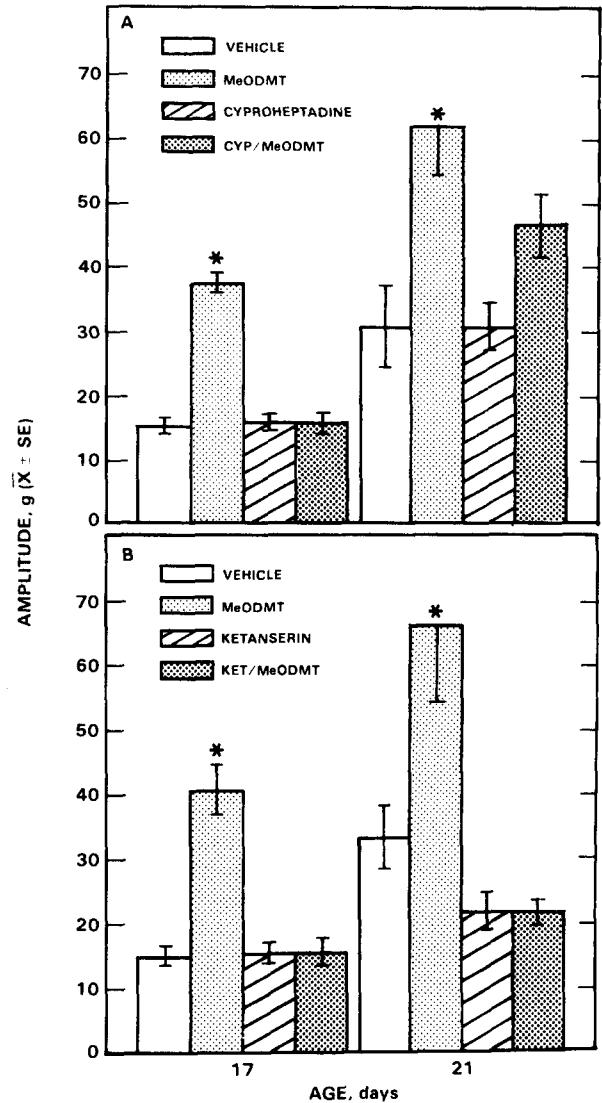 A
VEHICLE
MeODMT
CYPROHEPTADINE
CYP/MeODMT
70
60
50
40
30
20
10
0
*
*
B
VEHICLE
MeODMT
KETANSERIN
KET/MeODMT
70
60
50
40
30
20
10
0
*
*
17
21
AGE, days
AMPLITUDE, g (X̅ ± SE)